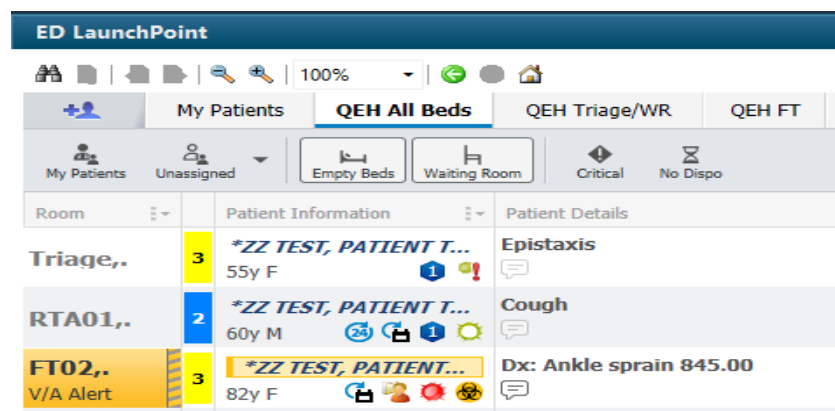 ED LaunchPoint
100%
My Patients QEH All Beds QEH Triage/WR QEH FT
My Patients Unassigned Empty Beds Waiting Room Critical No Dispo
Room Patient Information Patient Details
Triage,. 3 *ZZ TEST, PATIENT T... Epistaxis
55y F 1
RTA01,. 2 *ZZ TEST, PATIENT T... Cough
60y M 24 1
FT02,. 3 *ZZ TEST, PATIENT... Dx: Ankle sprain 845.00
V/A Alert 82y F